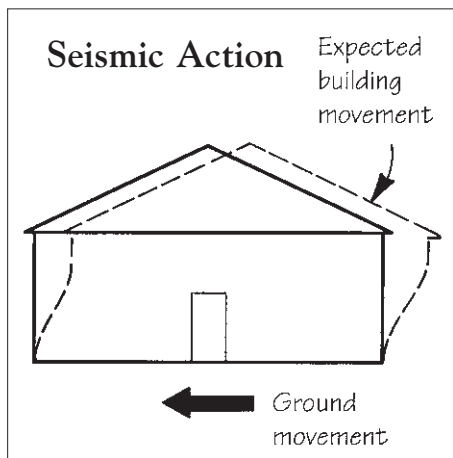 Seismic Action
Expected
building
movement
Ground
movement